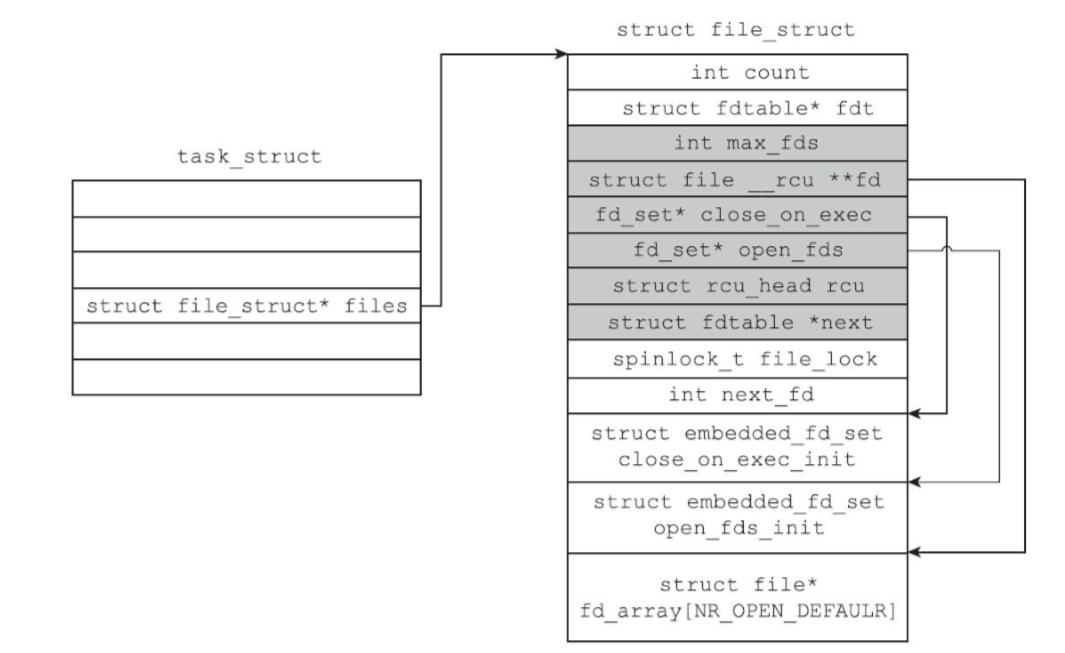 struct file_struct
int count
struct fdtable* fdt
int max_fds
task_struct
struct file __rcu **fd
fd_set* close_on_exec
fd_set* open_fds
struct rcu_head rcu
struct file_struct* files
struct fdtable *next
spinlock_t file_lock
int next_fd
struct embedded_fd_set
close_on_exec_init
struct embedded_fd_set
open_fds_init
struct file*
fd_array[NR_OPEN_DEFAULR]